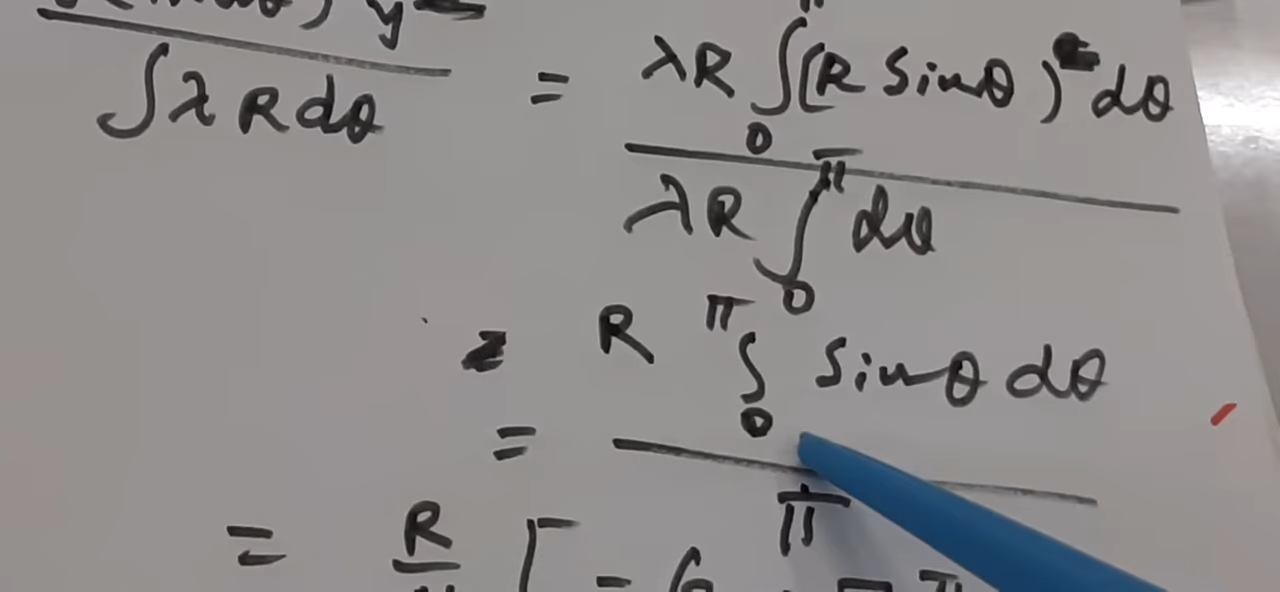 y
∫λRdθ = λR ∫₀^π (R sinθ) dθ
λR ∫₀^π dθ
= R ∫₀^π sinθ dθ
π
= R [ -